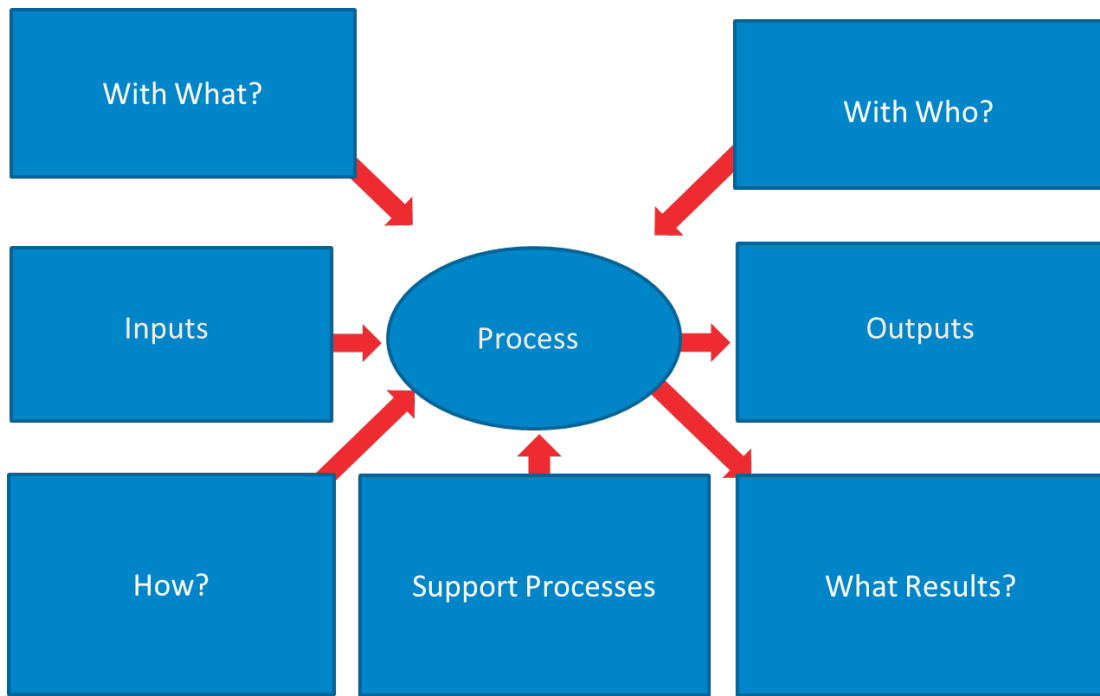 With What?
With Who?
Inputs
Process
Outputs
How?
Support Processes
What Results?